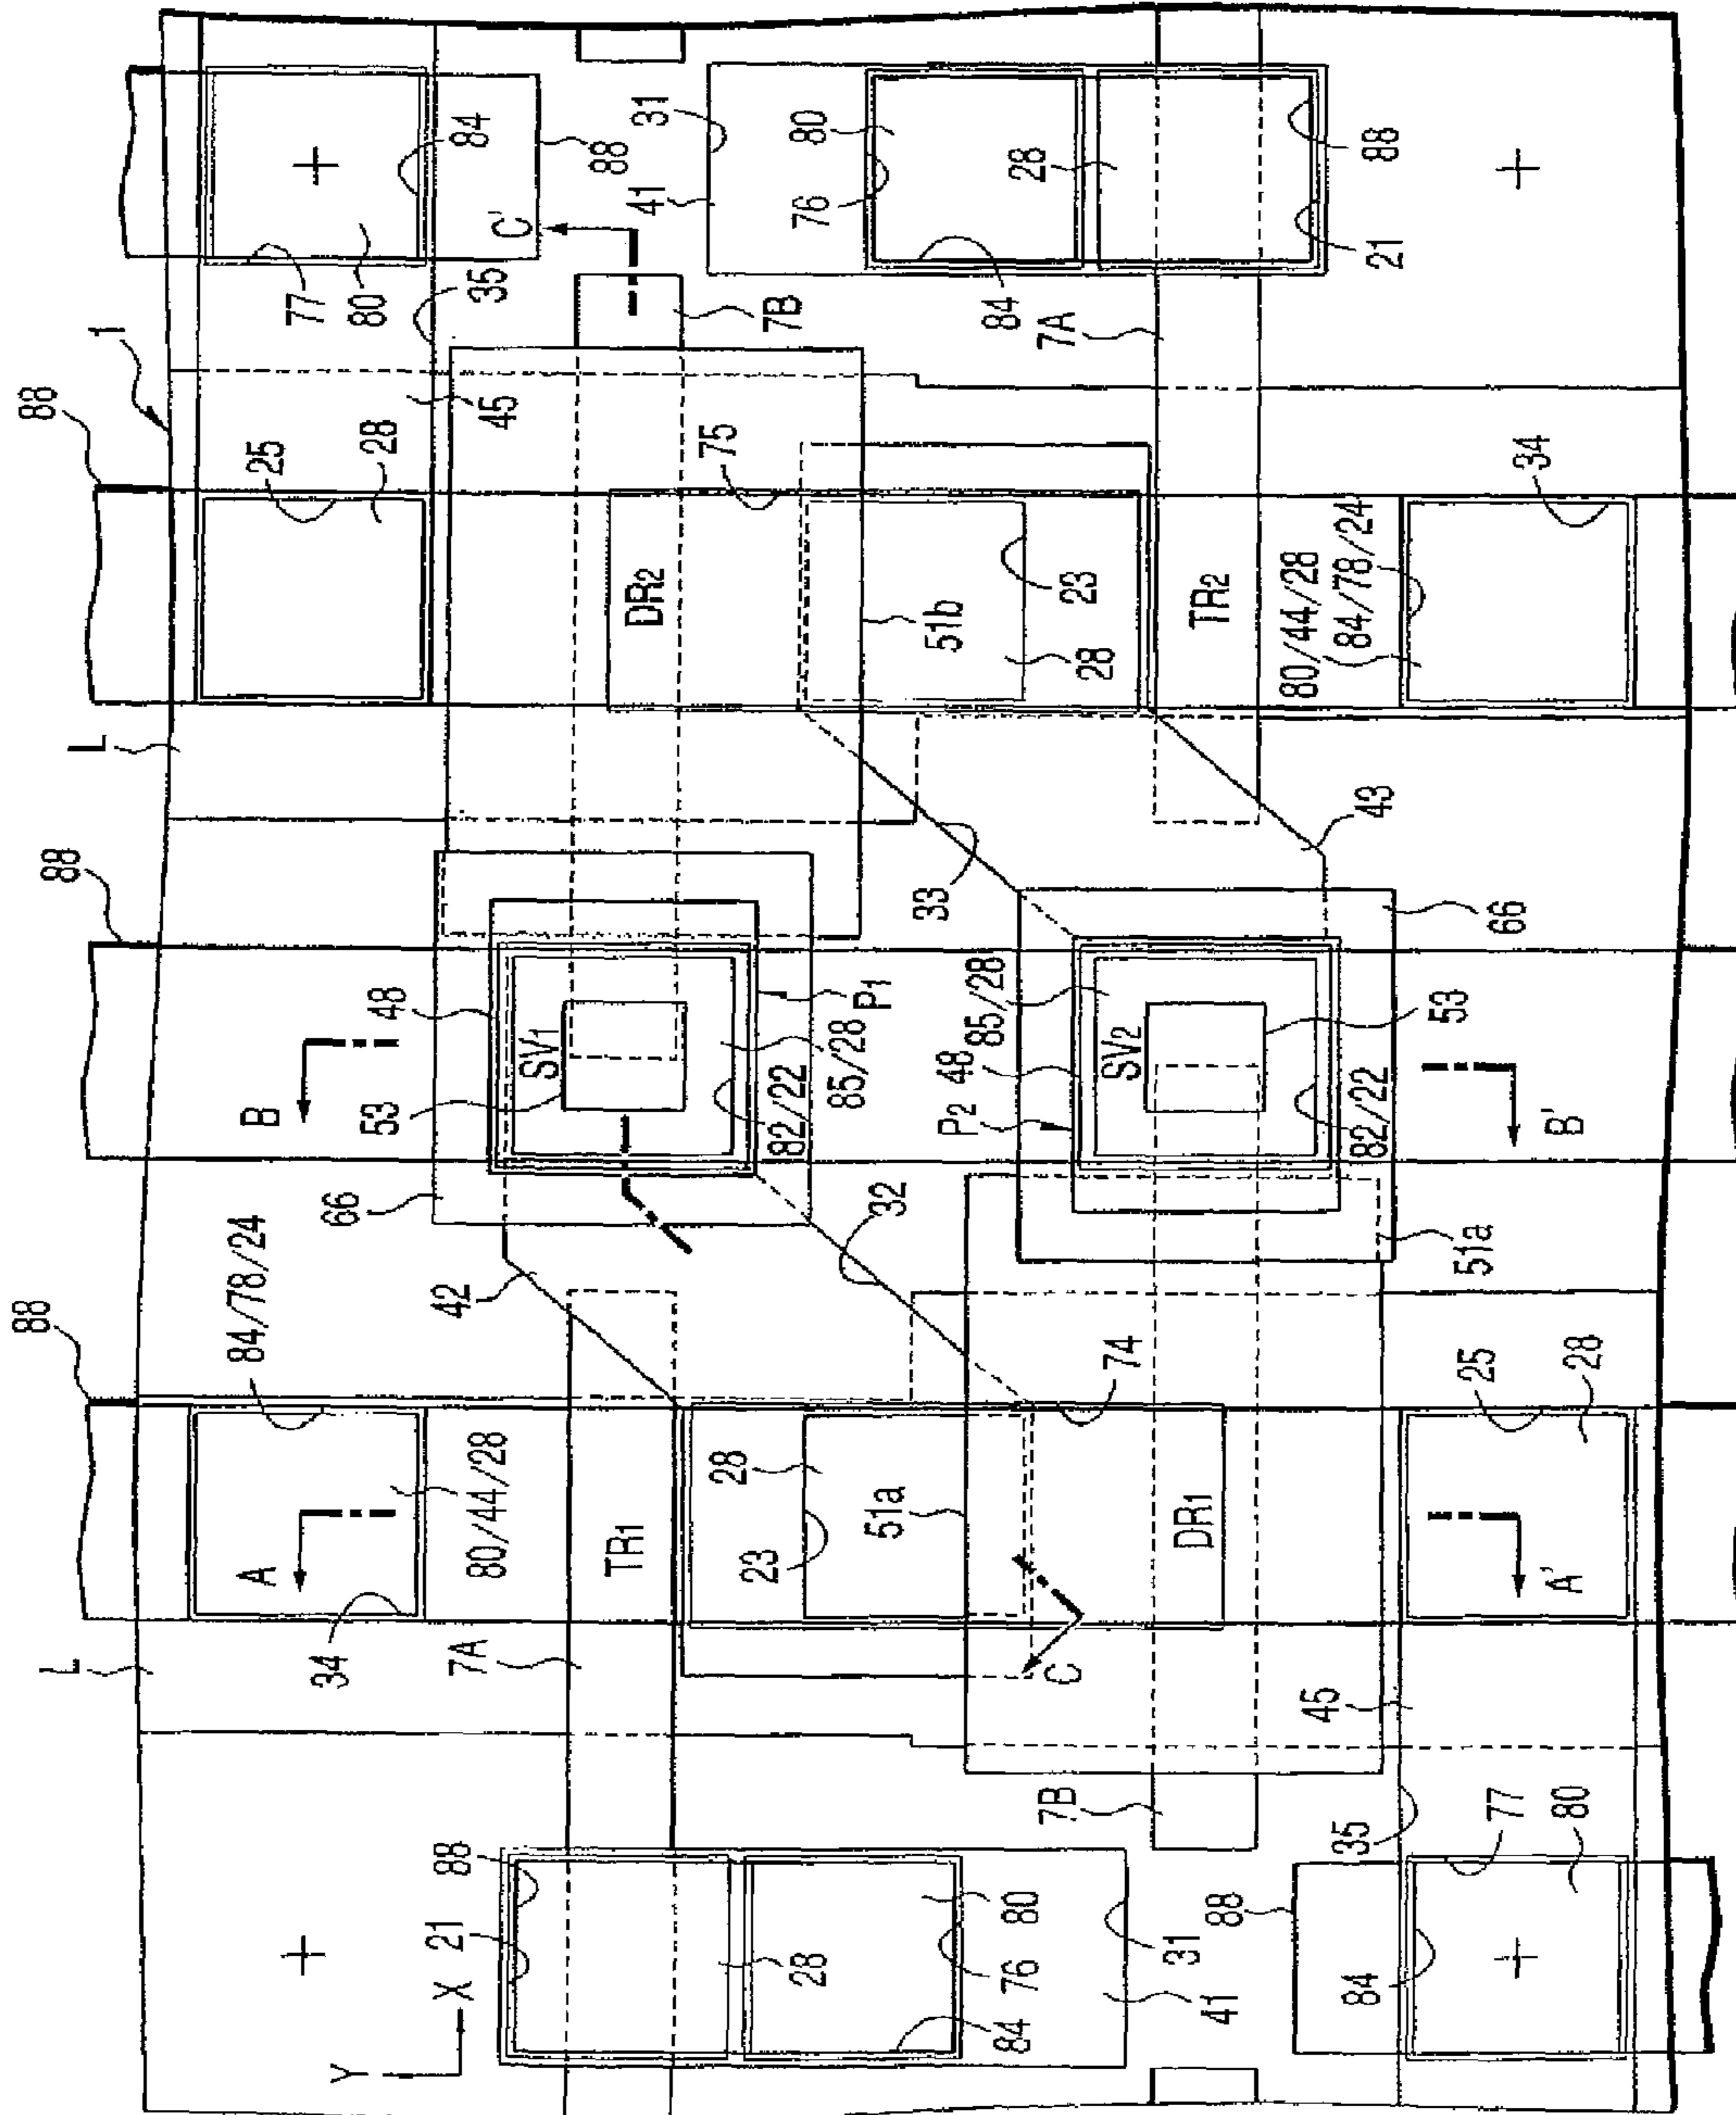 88
L
88
L
88
1
84/78/24
A
B
25
77
34
Y
66
80
53
48
28
X
21
88
42
84
7A
80/44/28
45
35
C'
SV1
88
TR1
DR2
41
31
75
28
23
82/22
7B
28
76
80
85/28
P1
51a
32
33
51b
84
76
80
P2
48
85/28
84
28
7A
C
7B
23
28
74
SV2
DR1
31
41
TR2
88
80/44/28
84/78/24
35
84
82/22
43
21
88
45
53
51a
25
77
66
34
A'
B'
80
28